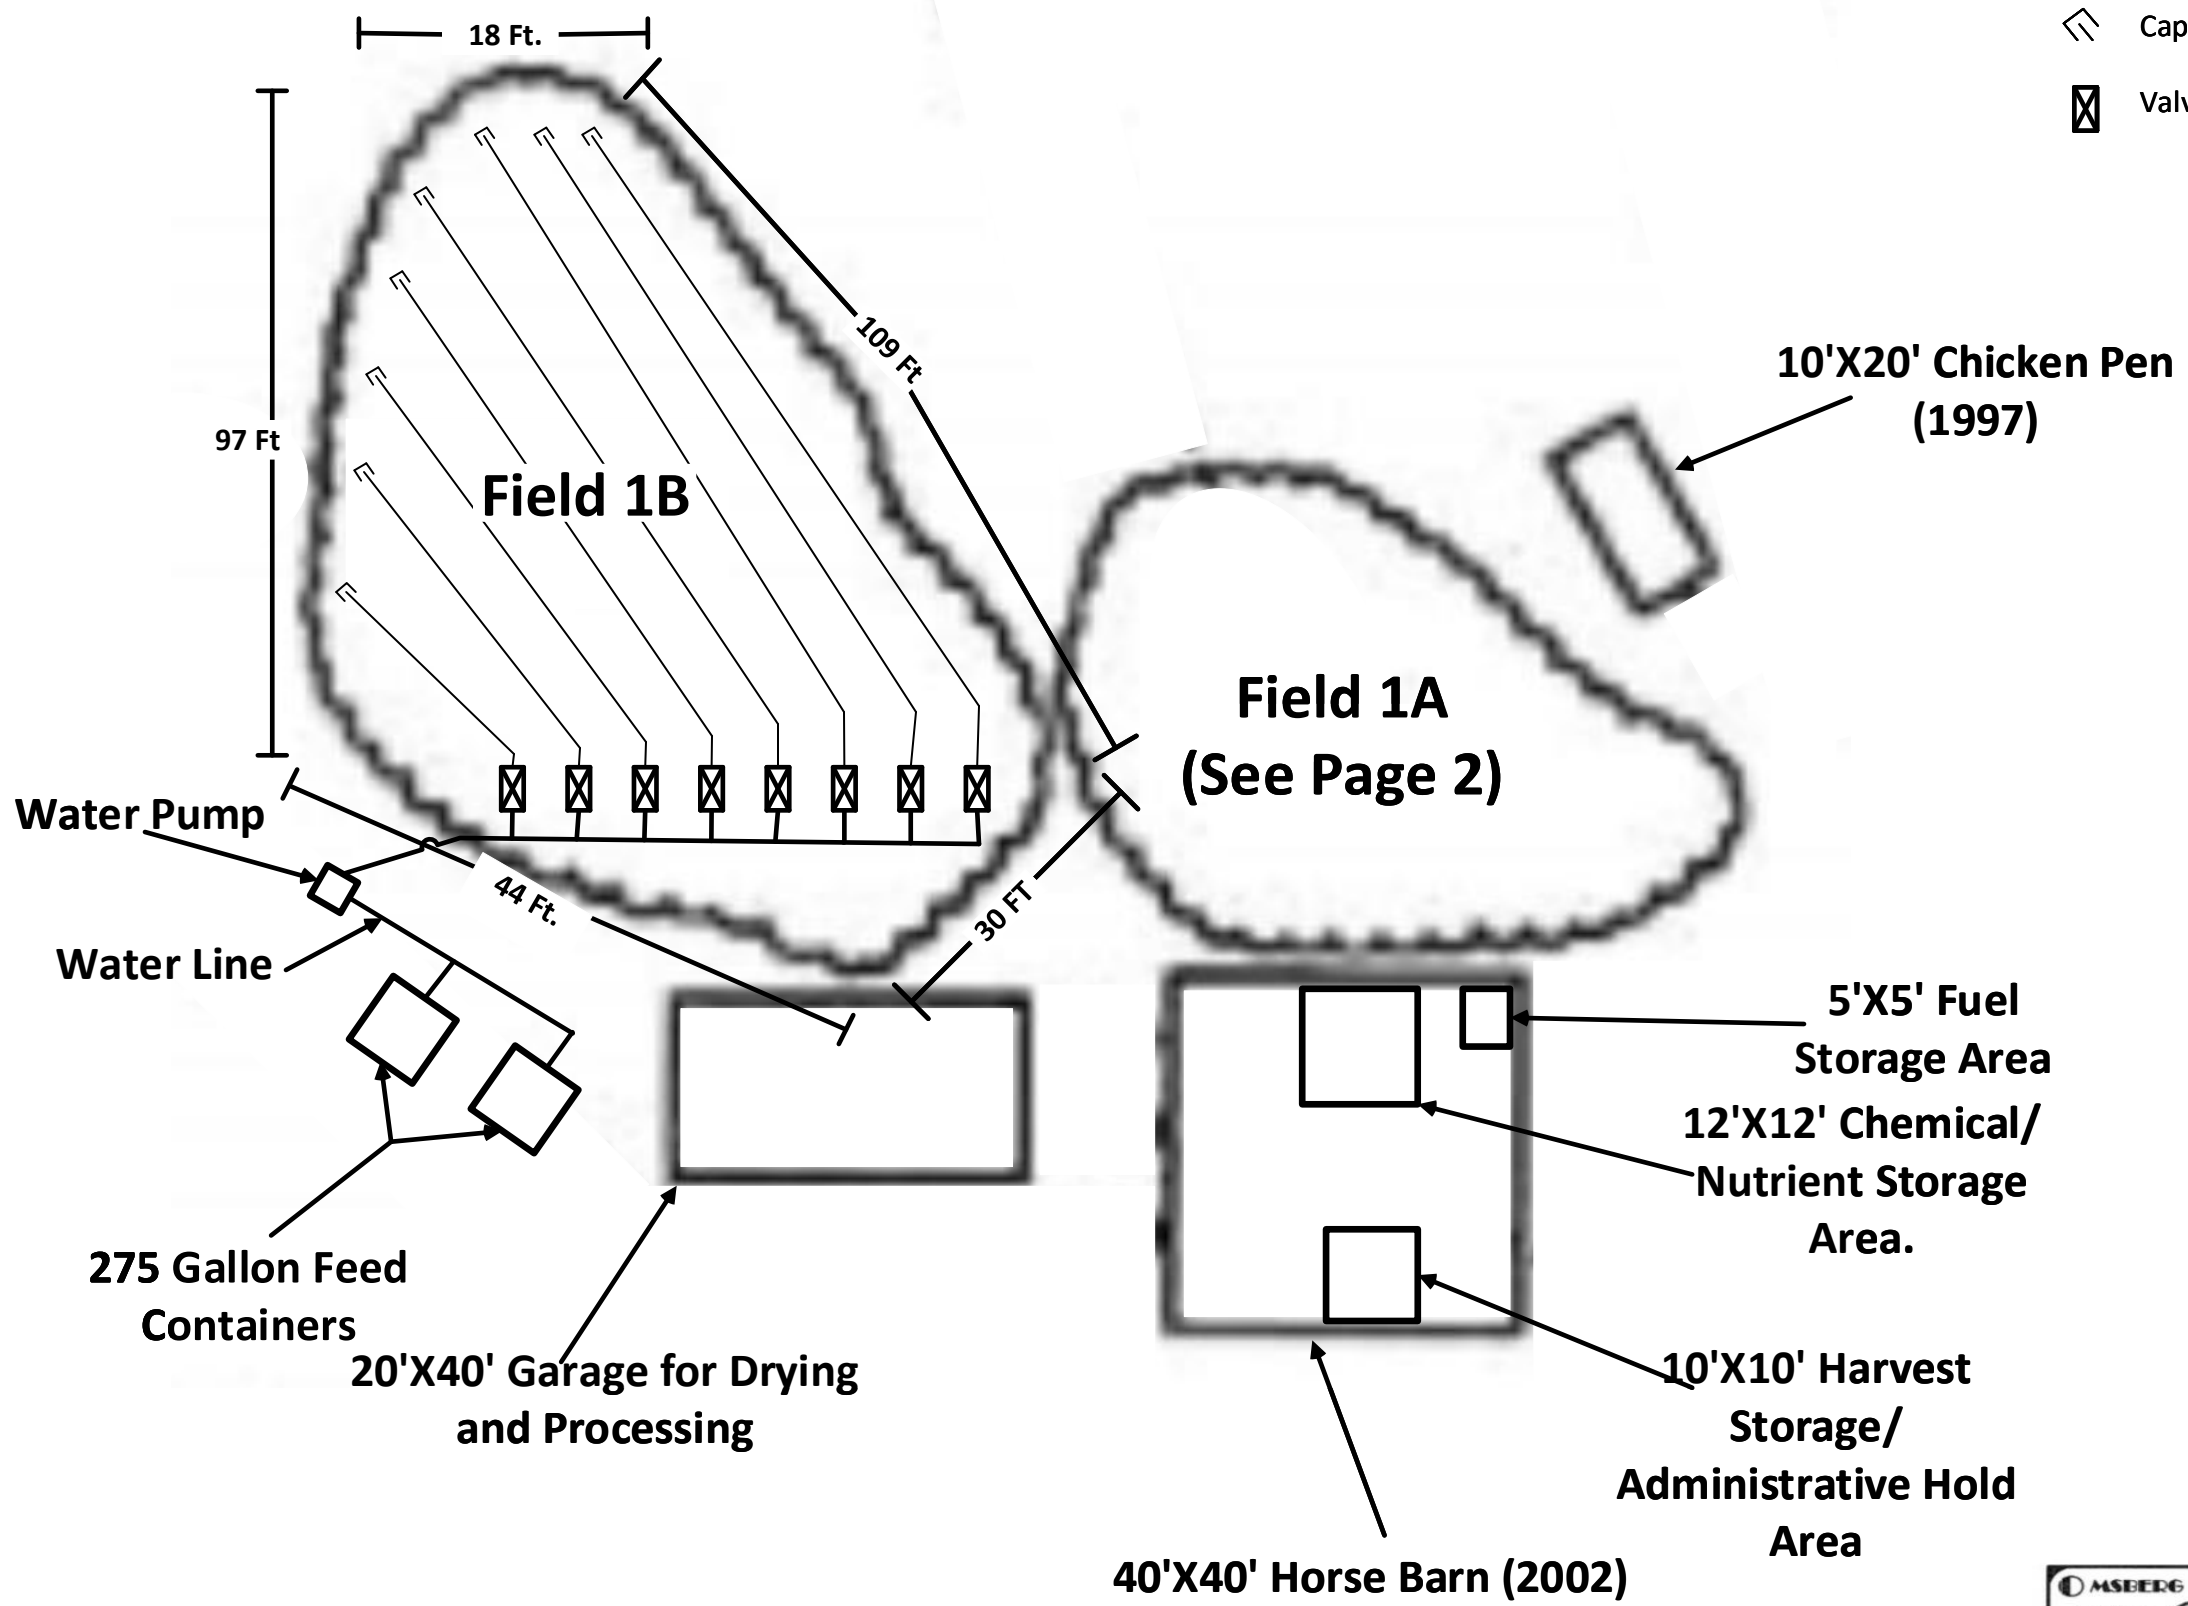 18 Ft.
Cap
Valv
109 Ft
97 Ft
Field 1B
10'X20' Chicken Pen
(1997)
Field 1A
(See Page 2)
Water Pump
44 Ft.
30 FT
Water Line
5'X5' Fuel
Storage Area
12'X12' Chemical/
Nutrient Storage
Area.
275 Gallon Feed
Containers
20'X40' Garage for Drying
and Processing
10'X10' Harvest
Storage/
Administrative Hold
Area
40'X40' Horse Barn (2002)
MSBERG